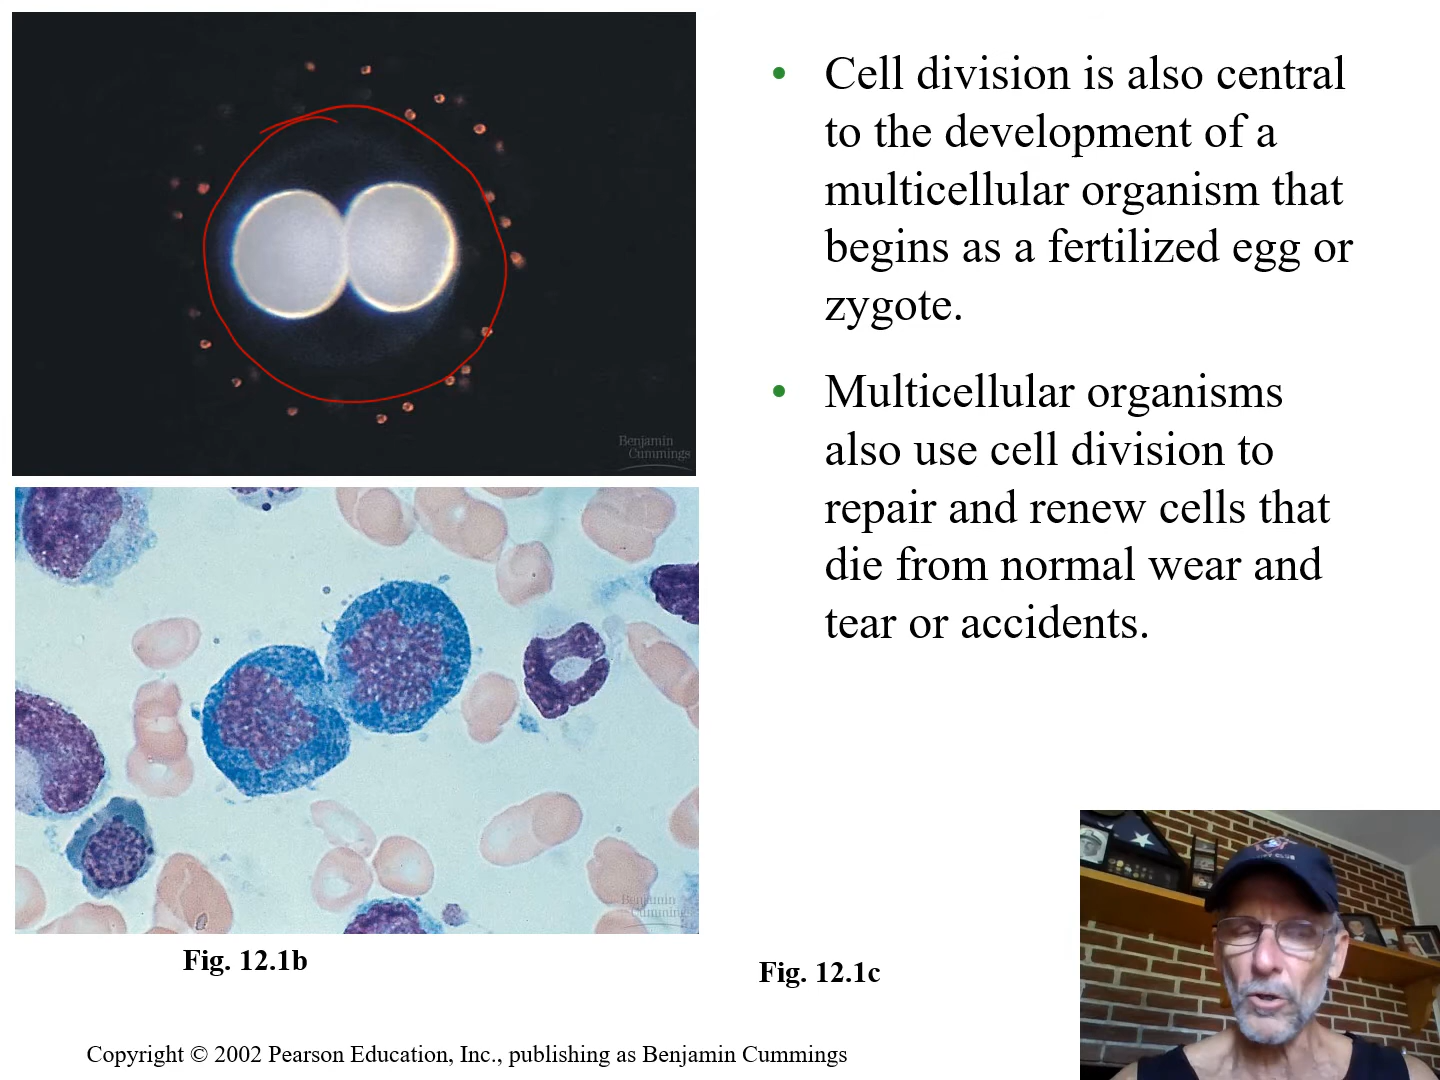 • Cell division is also central
to the development of a
multicellular organism that
begins as a fertilized egg or
zygote.
• Multicellular organisms
also use cell division to
repair and renew cells that
die from normal wear and
tear or accidents.
Benjamin
Cummings
Benjamin
Cummings
Fig. 12.1b
Fig. 12.1c
Copyright © 2002 Pearson Education, Inc., publishing as Benjamin Cummings